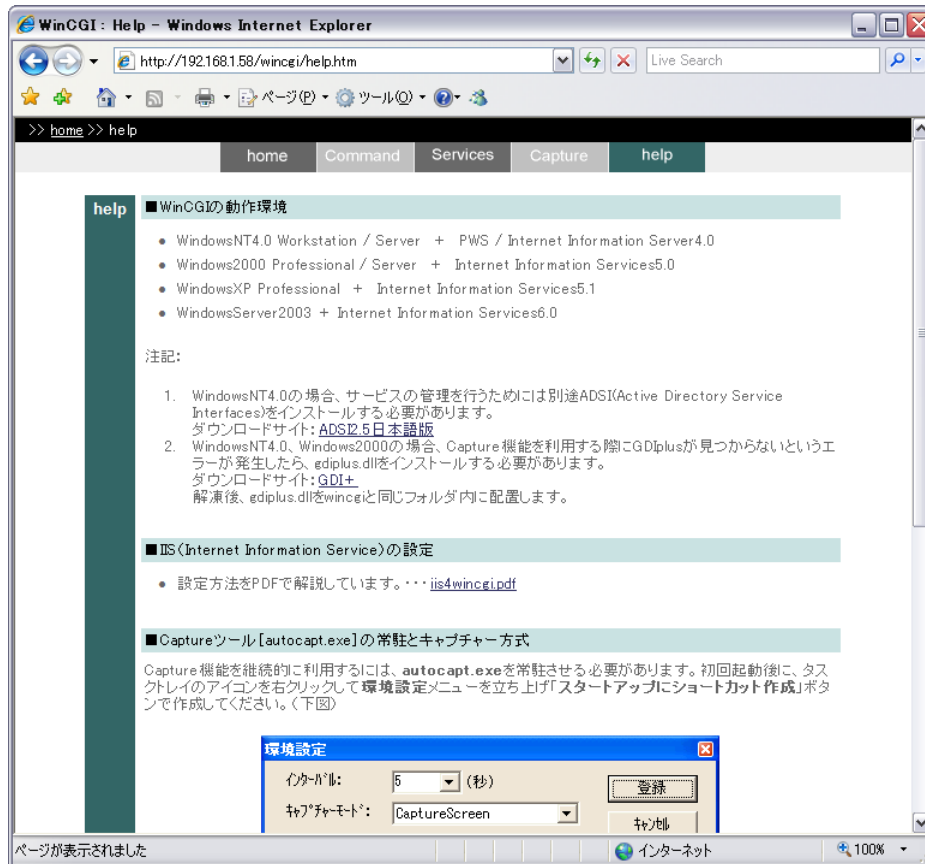 WinCGI : Help - Windows Internet Explorer
http://192.168.1.58/wincgi/help.htm
Live Search
ページ(P)
ツール(O)
>> home >> help
home Command Services Capture help
help
■WinCGIの動作環境
● WindowsNT4.0 Workstation / Server + PWS / Internet Information Server4.0
● Windows2000 Professional / Server + Internet Information Services5.0
● WindowsXP Professional + Internet Information Services5.1
● WindowsServer2003 + Internet Information Services6.0
注記:
1. WindowsNT4.0の場合、サービスの管理を行うためには別途ADSI(Active Directory Service
Interfaces)をインストールする必要があります。
ダウンロードサイト: ADSI2.5日本語版
2. WindowsNT4.0、Windows2000の場合、Capture機能を利用する際にGDIplusが見つからないというエ
ラーが発生したら、gdiplus.dllをインストールする必要があります。
ダウンロードサイト: GDI+
解凍後、gdiplus.dllをwincgiと同じフォルダ内に配置します。
■IIS(Internet Information Service)の設定
● 設定方法をPDFで解説しています。・・・iis4wincgi.pdf
■Captureツール[autocapt.exe]の常駐とキャプチャー方式
Capture機能を継続的に利用するには、autocapt.exeを常駐させる必要があります。初回起動後に、タス
クトレイのアイコンを右クリックして環境設定メニューを立ち上げ「スタートアップにショートカット作成」ボタ
ンで作成してください。(下図)
環境設定
ｲﾝﾀｰﾊﾞﾙ: 5 (秒) 登録
ｷｬﾌﾟﾁｬｰﾓｰﾄﾞ: CaptureScreen ｷｬﾝｾﾙ
ページが表示されました インターネット 100%